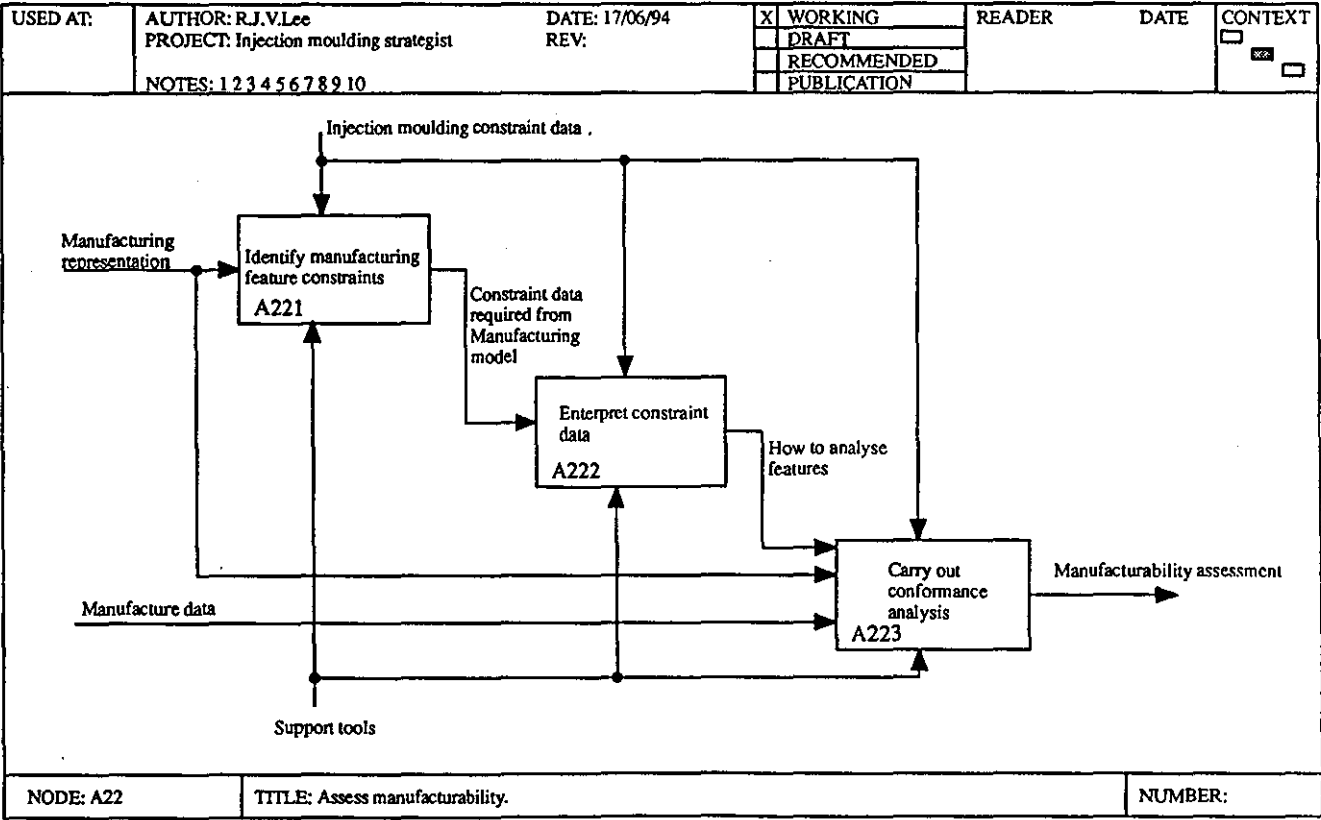 USED AT:
AUTHOR: R.J.V.Lee
DATE: 17/06/94
PROJECT: Injection moulding strategist
REV:
NOTES: 1 2 3 4 5 6 7 8 9 10
X WORKING
DRAFT
RECOMMENDED
PUBLICATION
READER
DATE
CONTEXT
Injection moulding constraint data .
Manufacturing
representation
Identify manufacturing
feature constraints
A221
Constraint data
required from
Manufacturing
model
Enterpret constraint
data
A222
How to analyse
features
Carry out
conformance
analysis
A223
Manufacturability assessment
Manufacture data
Support tools
NODE: A22
TITLE: Assess manufacturability.
NUMBER: